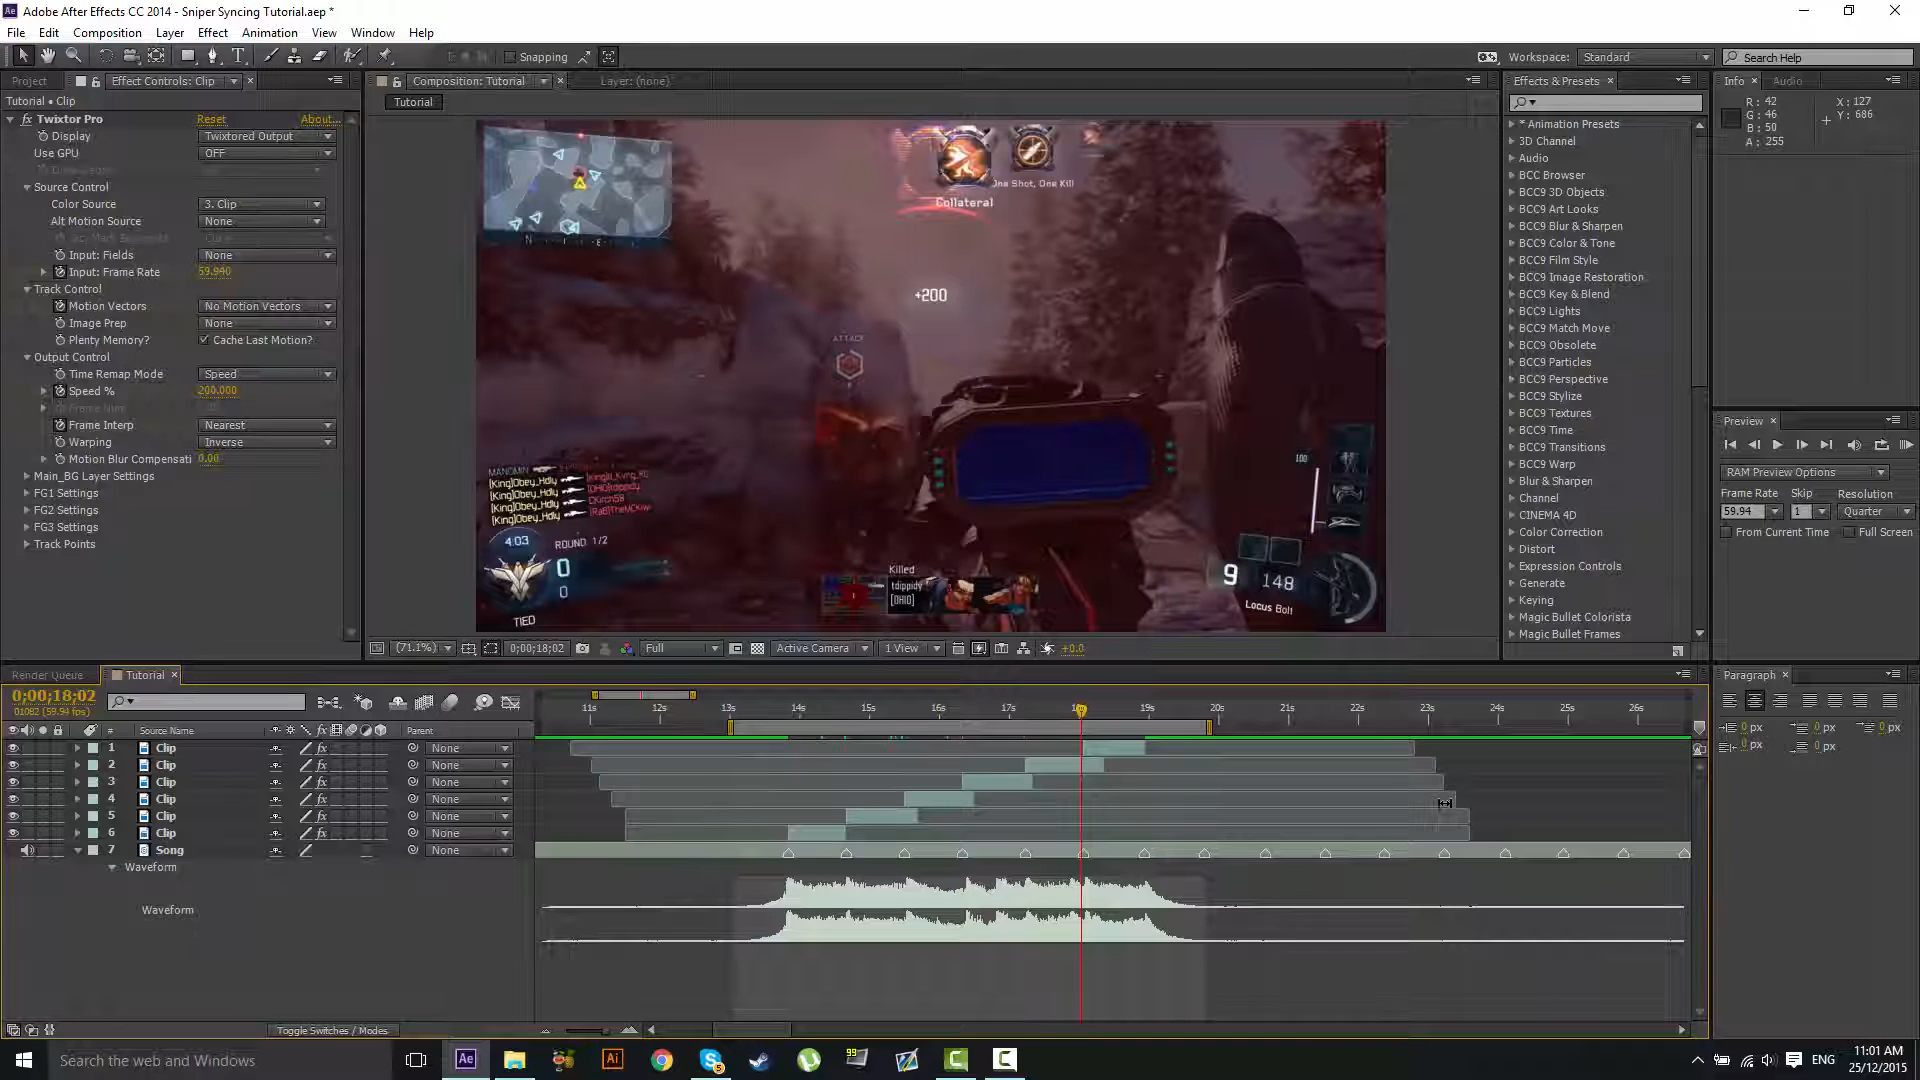 Adobe After Effects CC 2014 - Sniper Syncing Tutorial.aep *
File Edit Composition Layer Effect Animation View Window Help
Snapping
Workspace: Standard
Search Help
Project
Effect Controls: Clip
Composition: Tutorial
Layer: (none)
Effects & Presets
Info
Audio
Tutorial • Clip
Tutorial
Twixtor Pro Reset About...
Display Twixtored Output
Use GPU OFF
Source Control
Color Source 3. Clip
Alt Motion Source None
Input: Fields None
Input: Frame Rate 59.940
Track Control
Motion Vectors No Motion Vectors
Image Prep None
Plenty Memory? Cache Last Motion?
Output Control
Time Remap Mode Speed
Speed % 200.000
Frame Num
Frame Interp Nearest
Warping Inverse
Motion Blur Compensati 0.00
Main_BG Layer Settings
FG1 Settings
FG2 Settings
FG3 Settings
Track Points
One Shot, One Kill
Collateral
+200
ATTACK
MANDMIN
[King]Obey_Hdly
[King]Obey_Hdly
[King]Obey_Hdly
[King]Obey_Hdly
4:03
ROUND 1/2
0
0
TIED
Killed
tdippidy
[OHIO]
100
9 148
Locus Bolt
(71.1%) 0;00;18;02 Full Active Camera 1 View +0.0
* Animation Presets
3D Channel
Audio
BCC Browser
BCC9 3D Objects
BCC9 Art Looks
BCC9 Blur & Sharpen
BCC9 Color & Tone
BCC9 Film Style
BCC9 Image Restoration
BCC9 Key & Blend
BCC9 Lights
BCC9 Match Move
BCC9 Obsolete
BCC9 Particles
BCC9 Perspective
BCC9 Stylize
BCC9 Textures
BCC9 Time
BCC9 Transitions
BCC9 Warp
Blur & Sharpen
Channel
CINEMA 4D
Color Correction
Distort
Expression Controls
Generate
Keying
Magic Bullet Colorista
Magic Bullet Frames
R: 42 X: 127
G: 46 Y: 686
B: 50
A: 255
Preview
RAM Preview Options
Frame Rate Skip Resolution
59.94 1 Quarter
From Current Time Full Screen
Render Queue
Tutorial
Paragraph
0;00;18;02
01082 (59.94 fps)
11s 12s 13s 14s 15s 16s 17s 18s 19s 20s 21s 22s 23s 24s 25s 26s
# Source Name Parent
1 Clip None
2 Clip None
3 Clip None
4 Clip None
5 Clip None
6 Clip None
7 Song None
Waveform
Waveform
0 px 0 px 0 px
0 px 0 px
Toggle Switches / Modes
Search the web and Windows
ENG
11:01 AM
25/12/2015